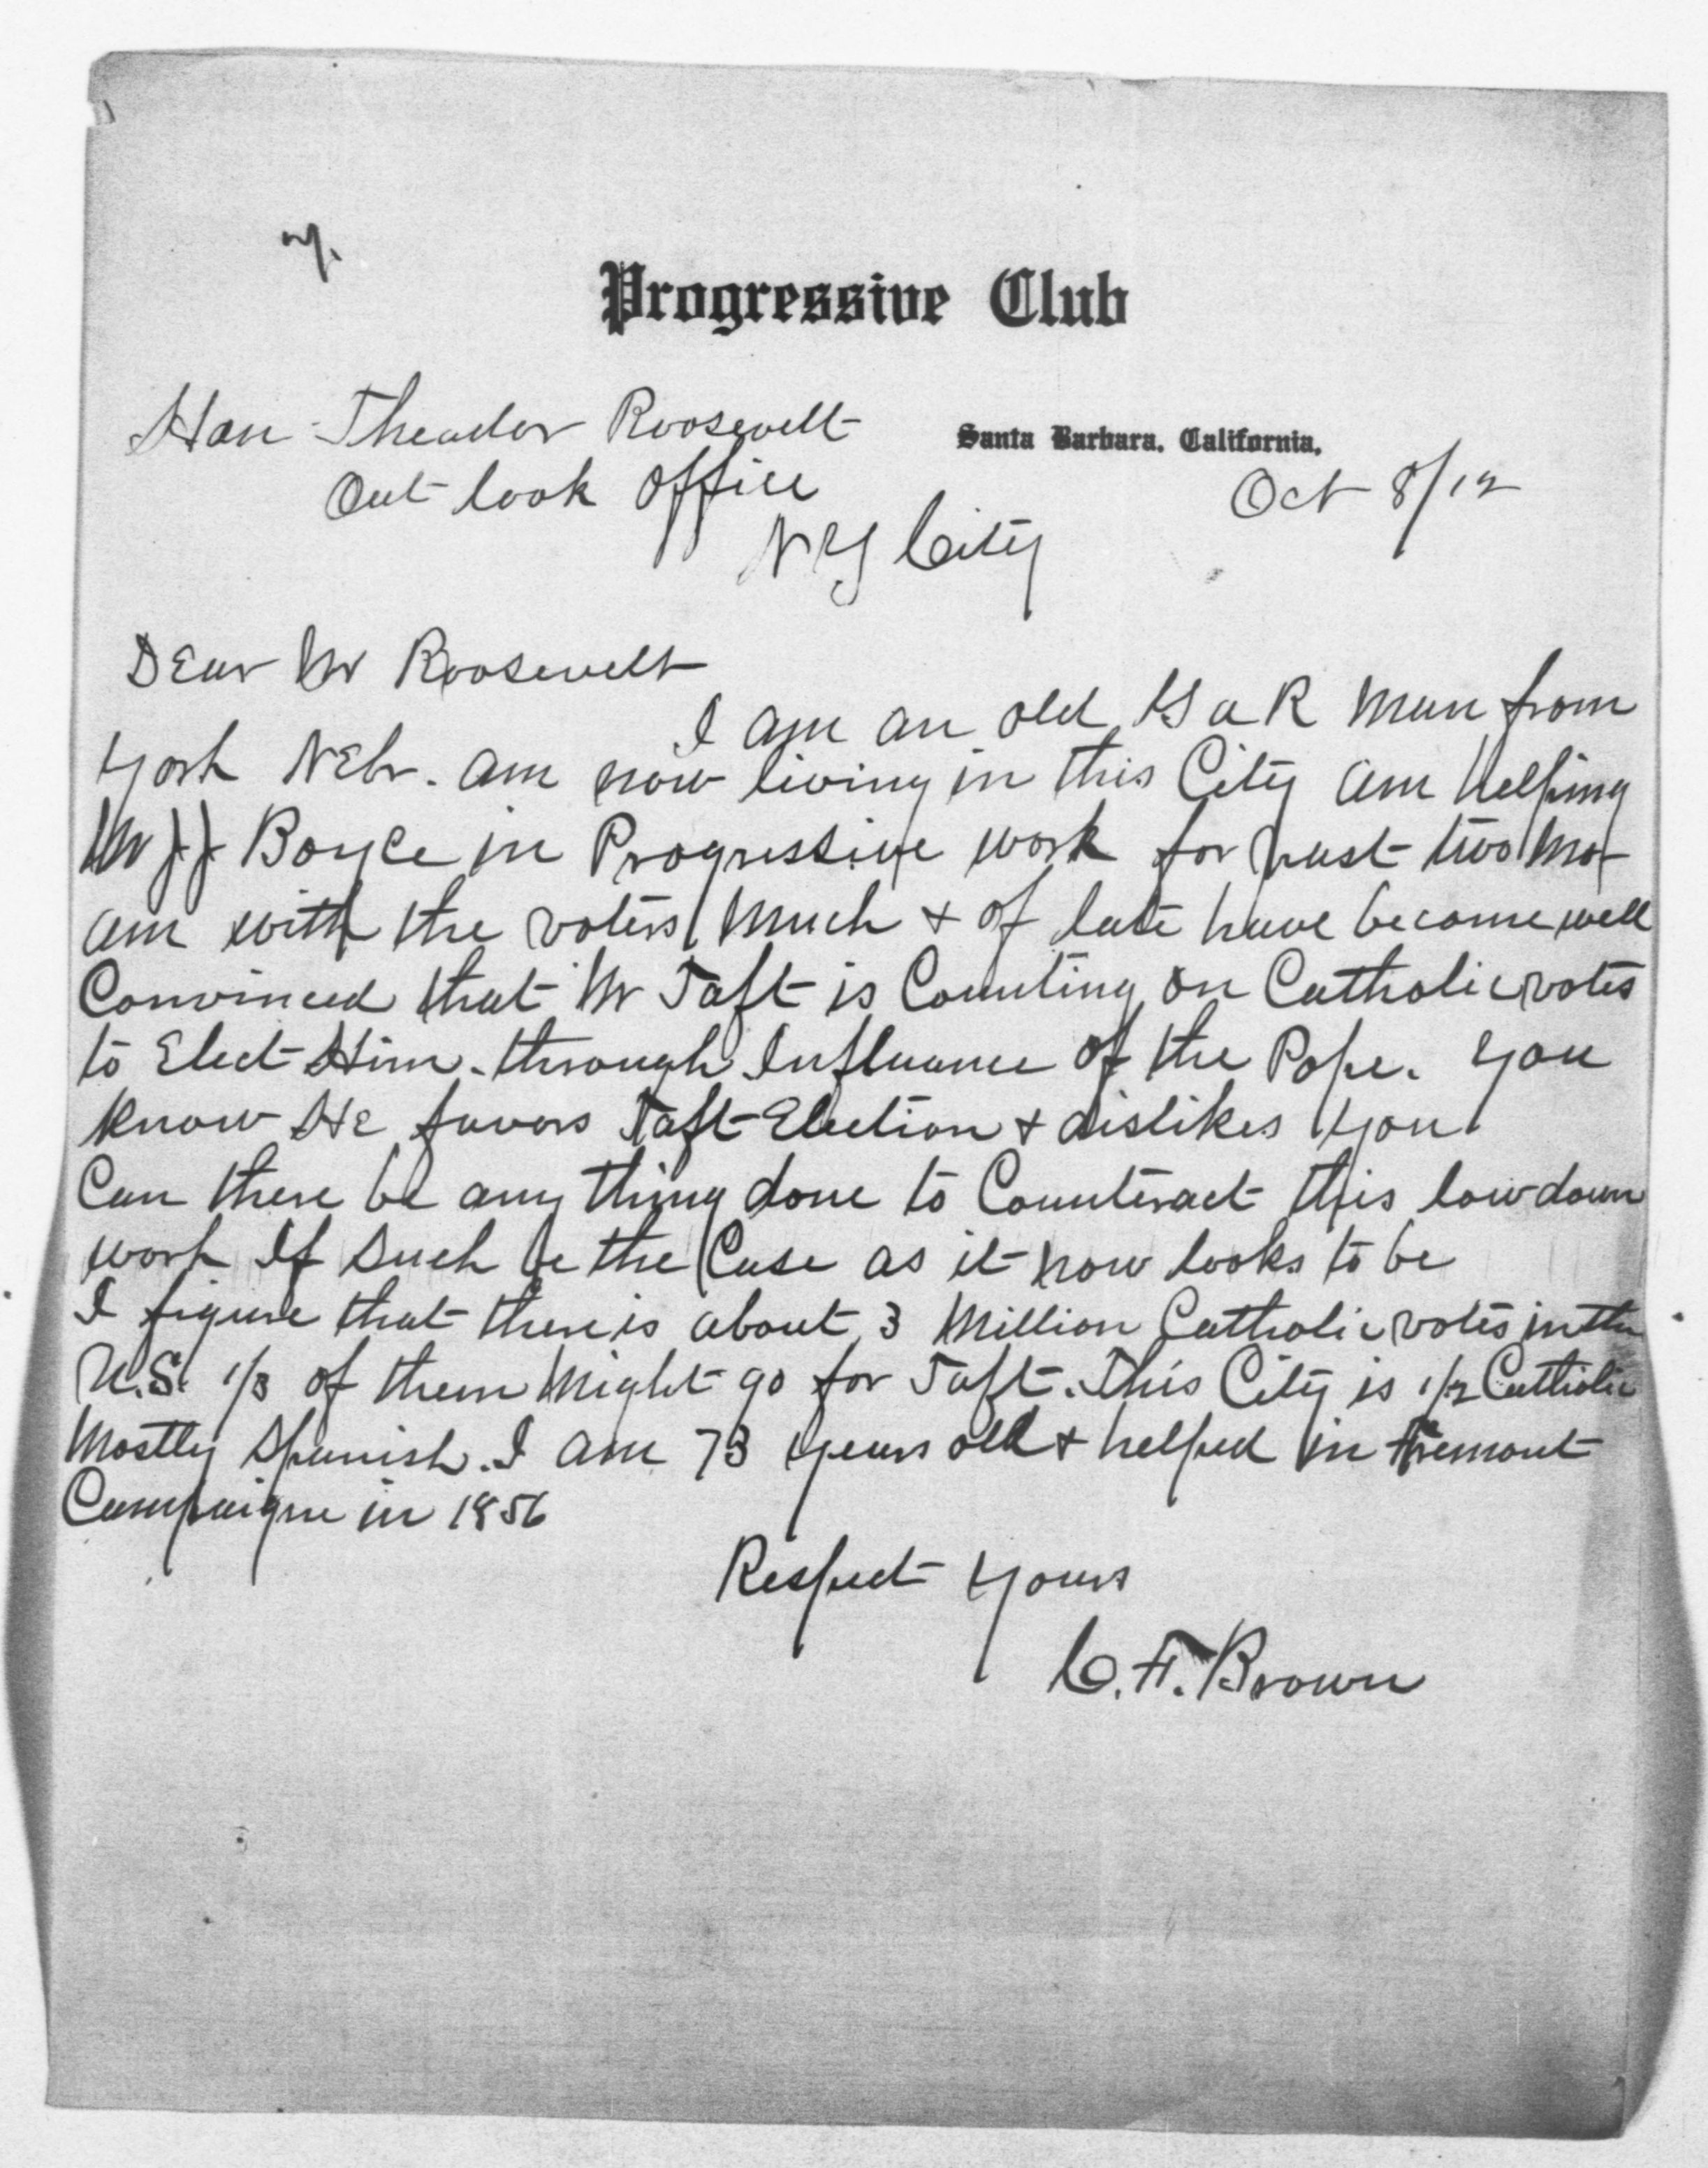 Progressive Club
Hon Theodor Roosevelt
Santa Barbara, California,
Out look office
Oct 8/12
N Y City
Dear Mr Roosevelt
I am an old G a R man from
York Nebr. am now living in this City am helping
Mr J J Boyce in Progressive work for past two mo
am with the voters much + of late have become well
Convinced that Mr Taft is Counting on Catholic votes
to Elect Him. through Influance of the Pope. you
know He favors Taft Election + dislikes you
Can there be any thing done to Counteract this low down
work If such be the Case as it now looks to be
I figure that there is about 3 Million Catholic votes in the
U.S. 1/3 of them might go for Taft. This City is 1/2 Catholic
Mostly Spanish. I am 73 years old + helped in Fremont
Campaigne in 1856
Respect yours
C. F. Brown